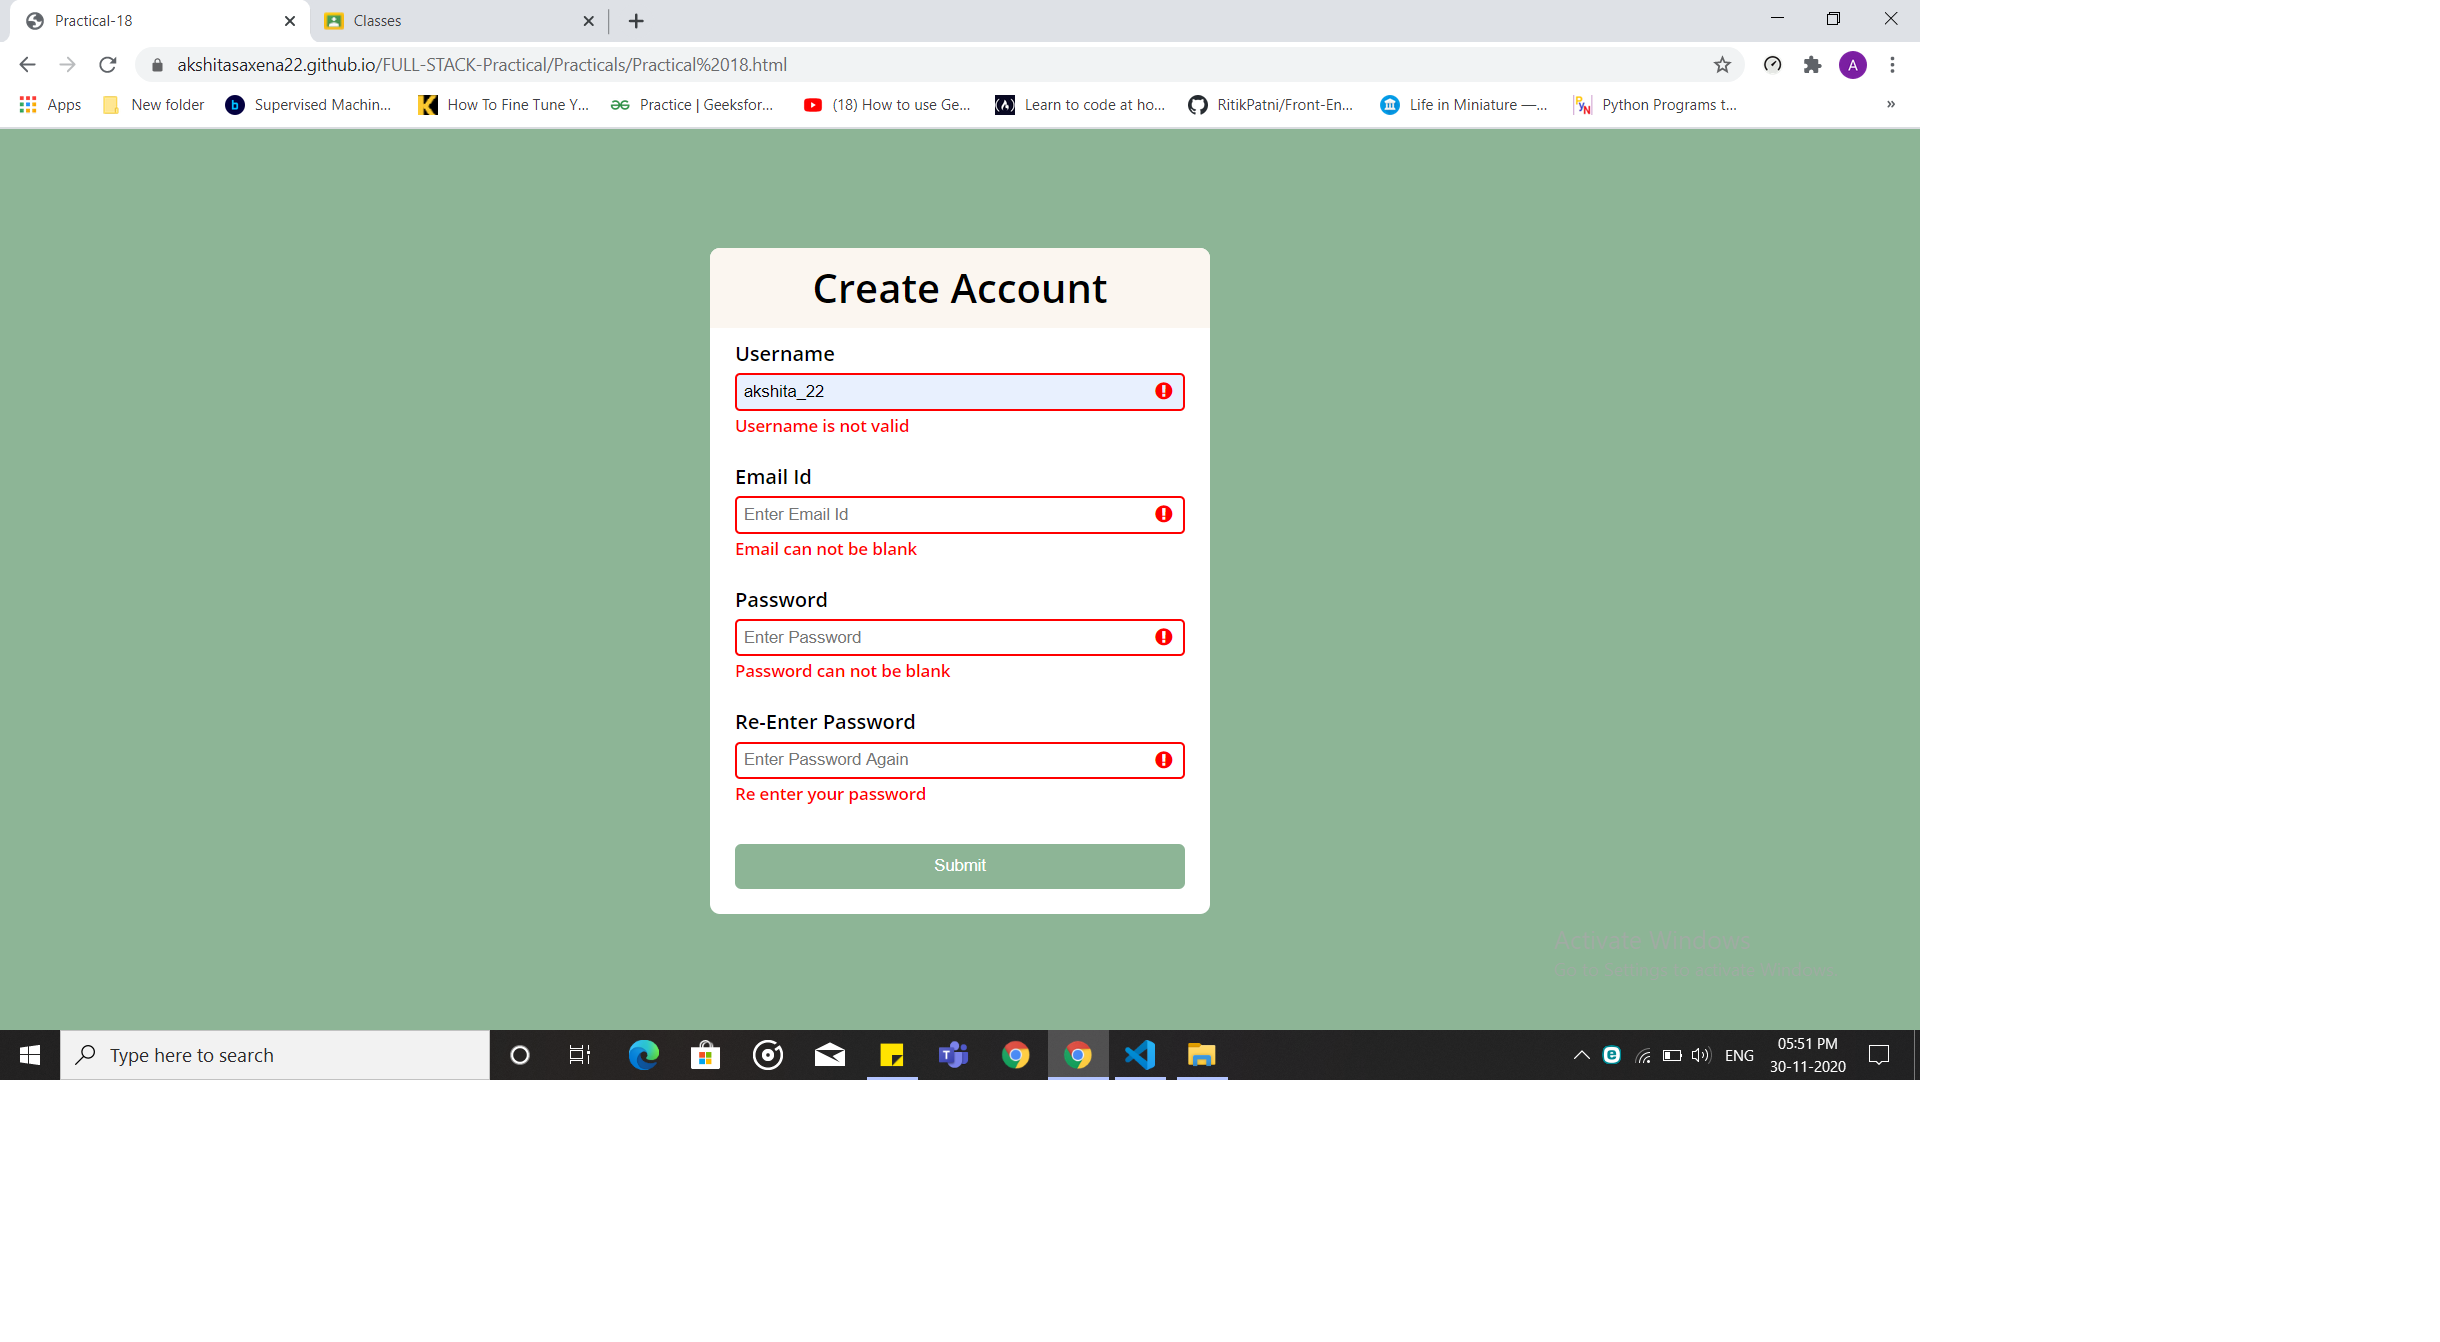 Practical-18
Classes
akshitasaxena22.github.io/FULL-STACK-Practical/Practicals/Practical%2018.html
A
Apps
New folder
Supervised Machin...
How To Fine Tune Y...
Practice | Geeksfor...
(18) How to use Ge...
Learn to code at ho...
RitikPatni/Front-En...
Life in Miniature —...
Python Programs t...
»
Create Account
Username
akshita_22
Username is not valid
Email Id
Enter Email Id
Email can not be blank
Password
Enter Password
Password can not be blank
Re-Enter Password
Enter Password Again
Re enter your password
Submit
Type here to search
ENG
05:51 PM
30-11-2020